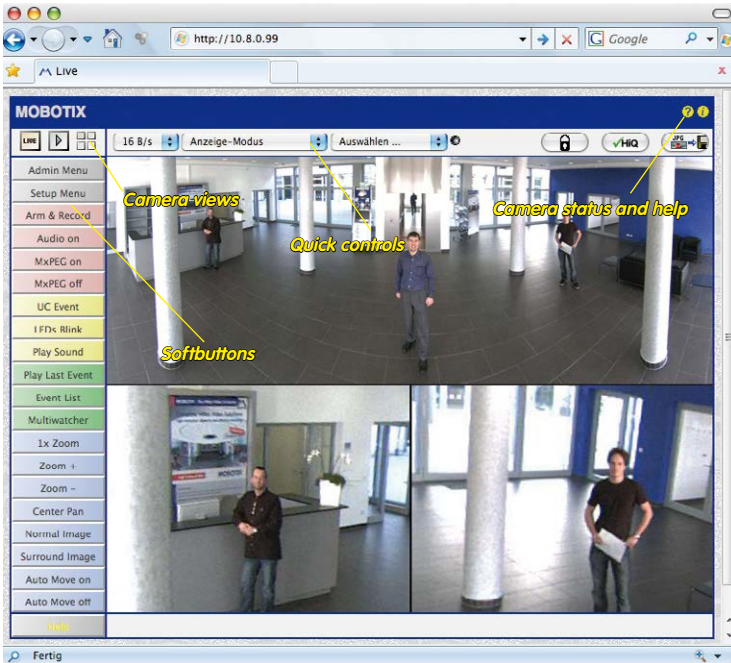 http://10.8.0.99
Google
Live
MOBOTIX
LIVE
16 B/s
Anzeige-Modus
Auswählen ...
HiQ
JPG
Admin Menu
Setup Menu
Arm & Record
Audio on
MxPEG on
MxPEG off
UC Event
LEDs Blink
Play Sound
Play Last Event
Event List
Multiwatcher
1x Zoom
Zoom +
Zoom –
Center Pan
Normal Image
Surround Image
Auto Move on
Auto Move off
Help
Camera views
Quick controls
Camera status and help
Softbuttons
MOBOTIX
MOBOTIX
Fertig